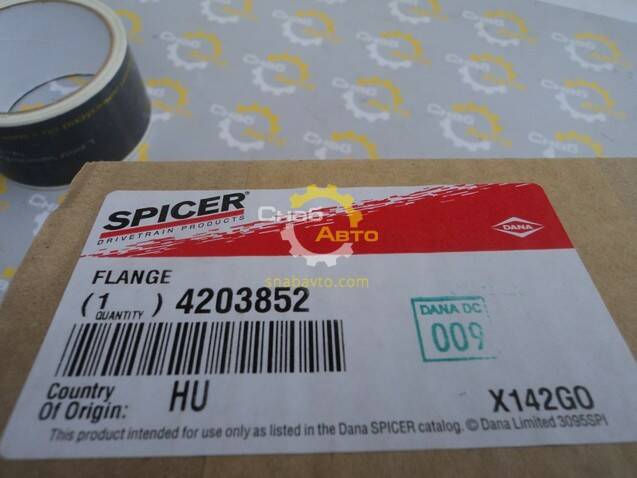 SPICER®
DRIVETRAIN PRODUCTS
DANA
Снаб
Авто
snabavto.com
FLANGE
( 1 ) 4203852
QUANTITY
DANA DC
009
Country
Of Origin: HU
X142GO
This product intended for use only as listed in the Dana SPICER catalog. © Dana Limited 3095SPI